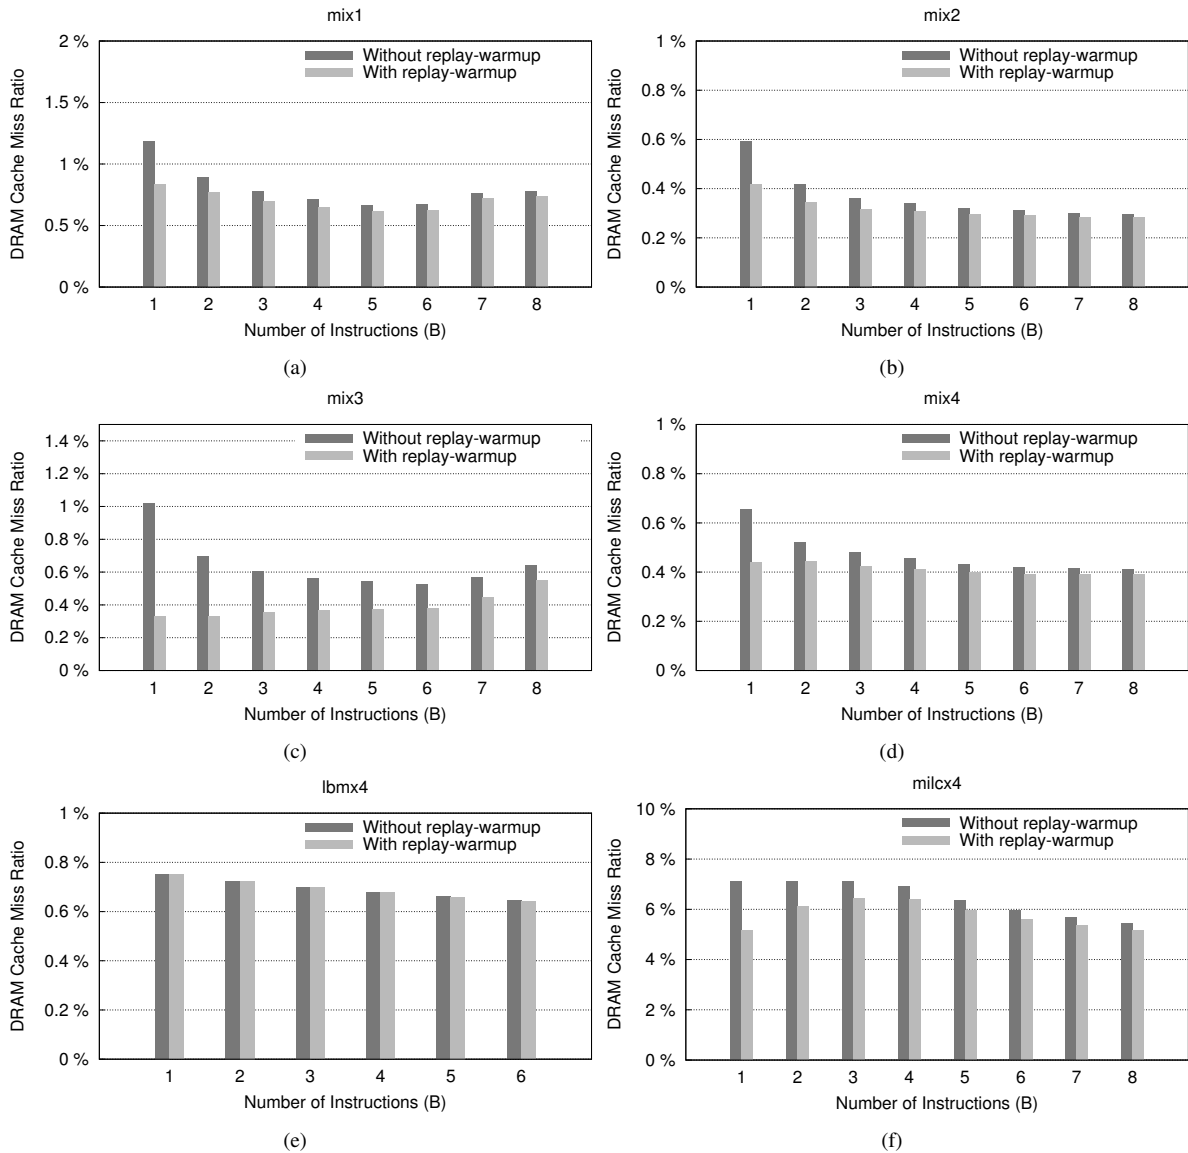 mix1
2 %
1.5 %
1 %
0.5 %
0 %
DRAM Cache Miss Ratio
Without replay-warmup
With replay-warmup
1 2 3 4 5 6 7 8
Number of Instructions (B)
(a)
mix2
1 %
0.8 %
0.6 %
0.4 %
0.2 %
0 %
DRAM Cache Miss Ratio
Without replay-warmup
With replay-warmup
1 2 3 4 5 6 7 8
Number of Instructions (B)
(b)
mix3
1.4 %
1.2 %
1 %
0.8 %
0.6 %
0.4 %
0.2 %
0 %
DRAM Cache Miss Ratio
Without replay-warmup
With replay-warmup
1 2 3 4 5 6 7 8
Number of Instructions (B)
(c)
mix4
1 %
0.8 %
0.6 %
0.4 %
0.2 %
0 %
DRAM Cache Miss Ratio
Without replay-warmup
With replay-warmup
1 2 3 4 5 6 7 8
Number of Instructions (B)
(d)
lbmx4
1 %
0.8 %
0.6 %
0.4 %
0.2 %
0 %
DRAM Cache Miss Ratio
Without replay-warmup
With replay-warmup
1 2 3 4 5 6
Number of Instructions (B)
(e)
milcx4
10 %
8 %
6 %
4 %
2 %
0 %
DRAM Cache Miss Ratio
Without replay-warmup
With replay-warmup
1 2 3 4 5 6 7 8
Number of Instructions (B)
(f)